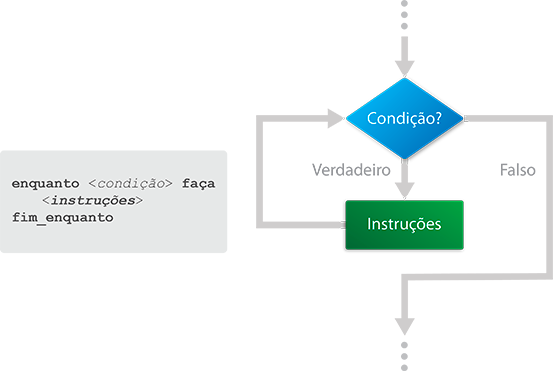 enquanto <condição> faça
<instruções>
fim_enquanto
Condição?
Verdadeiro
Falso
Instruções